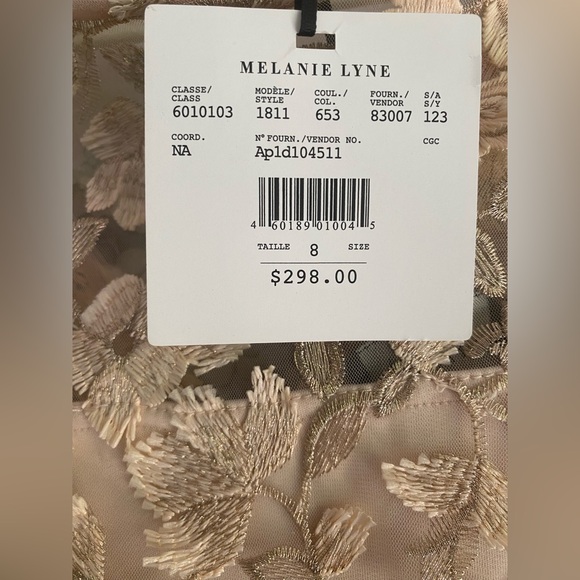 MELANIE LYNE
CLASSE/ MODÈLE/ COUL./ FOURN./ S/A
CLASS STYLE COL. VENDOR S/Y
6010103 1811 653 83007 123
COORD. N° FOURN./VENDOR NO. CGC
NA Ap1d104511
4 60189 01004 5
TAILLE 8 SIZE
$298.00